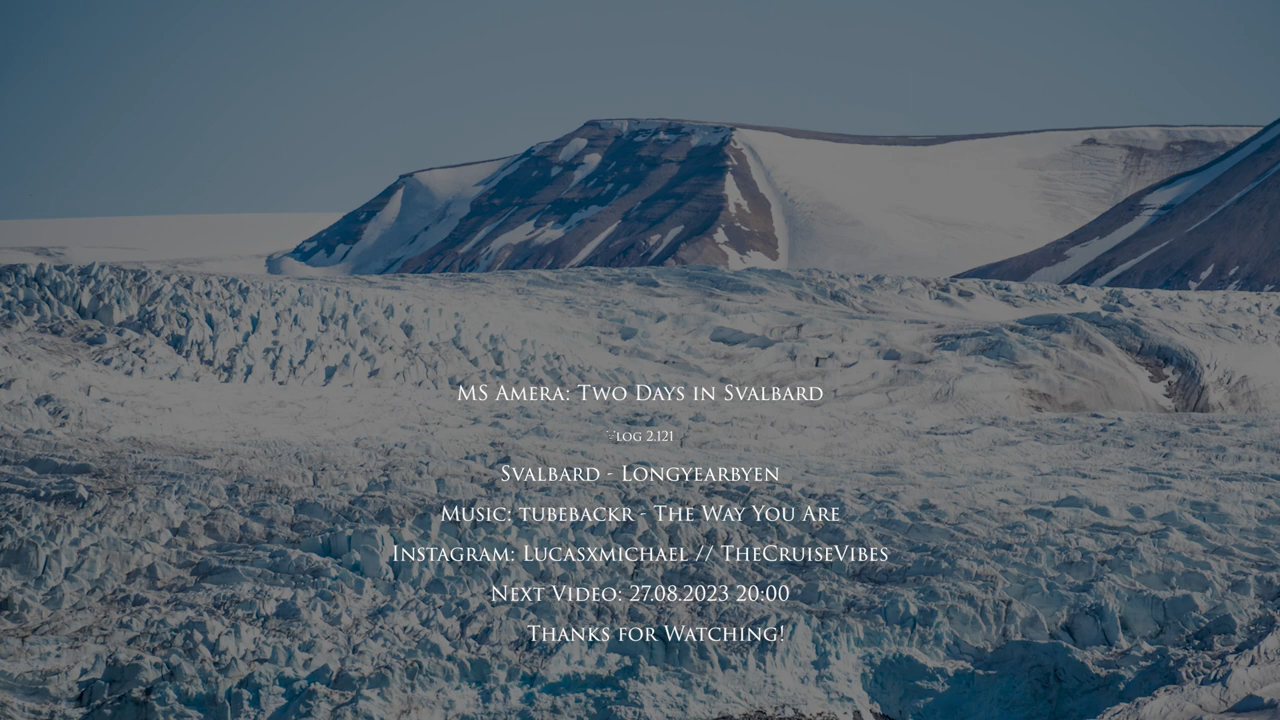 MS Amera: Two Days in Svalbard
Vlog 2.121
Svalbard - Longyearbyen
Music: tubebackr - The Way You Are
Instagram: Lucasxmichael // TheCruiseVibes
Next Video: 27.08.2023 20:00
Thanks for Watching!